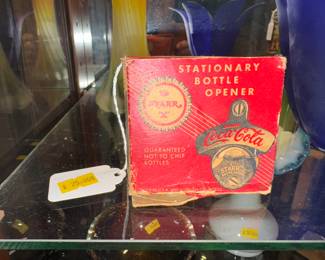 STATIONARY
BOTTLE
OPENER
STARR
Coca-Cola
GUARANTEED
NOT TO CHIP
BOTTLES
STARR